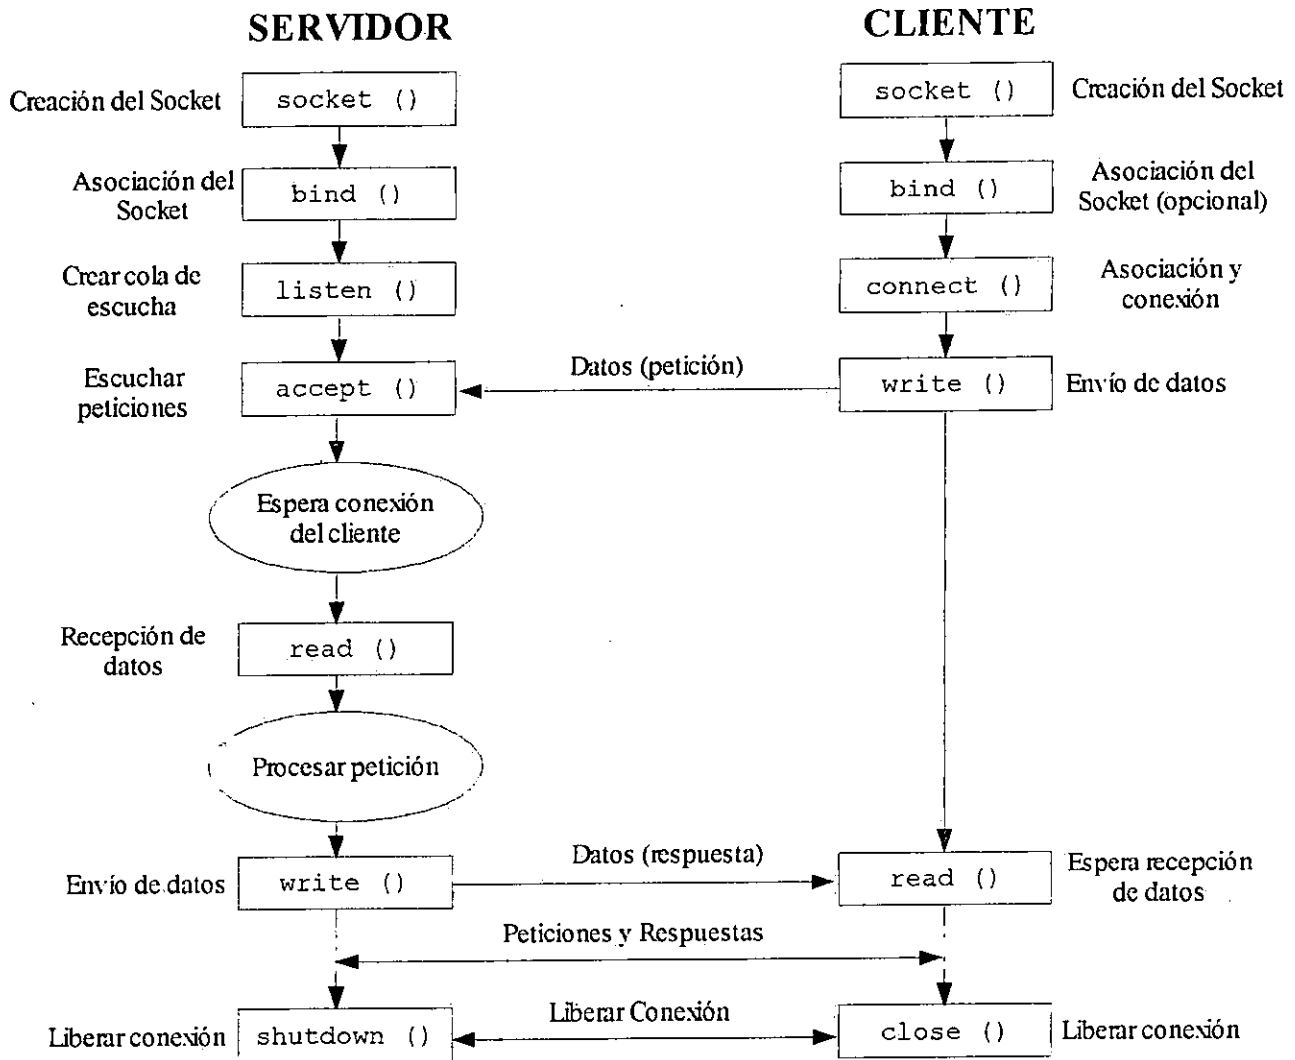 SERVIDOR
CLIENTE
Creación del Socket
socket ()
socket ()
Creación del Socket
Asociación del
Socket
bind ()
bind ()
Asociación del
Socket (opcional)
Crear cola de
escucha
listen ()
connect ()
Asociación y
conexión
Escuchar
peticiones
accept ()
Datos (petición)
write ()
Envío de datos
Espera conexión
del cliente
Recepción de
datos
read ()
Procesar petición
Envío de datos
write ()
Datos (respuesta)
read ()
Espera recepción
de datos
Peticiones y Respuestas
Liberar conexión
shutdown ()
Liberar Conexión
close ()
Liberar conexión